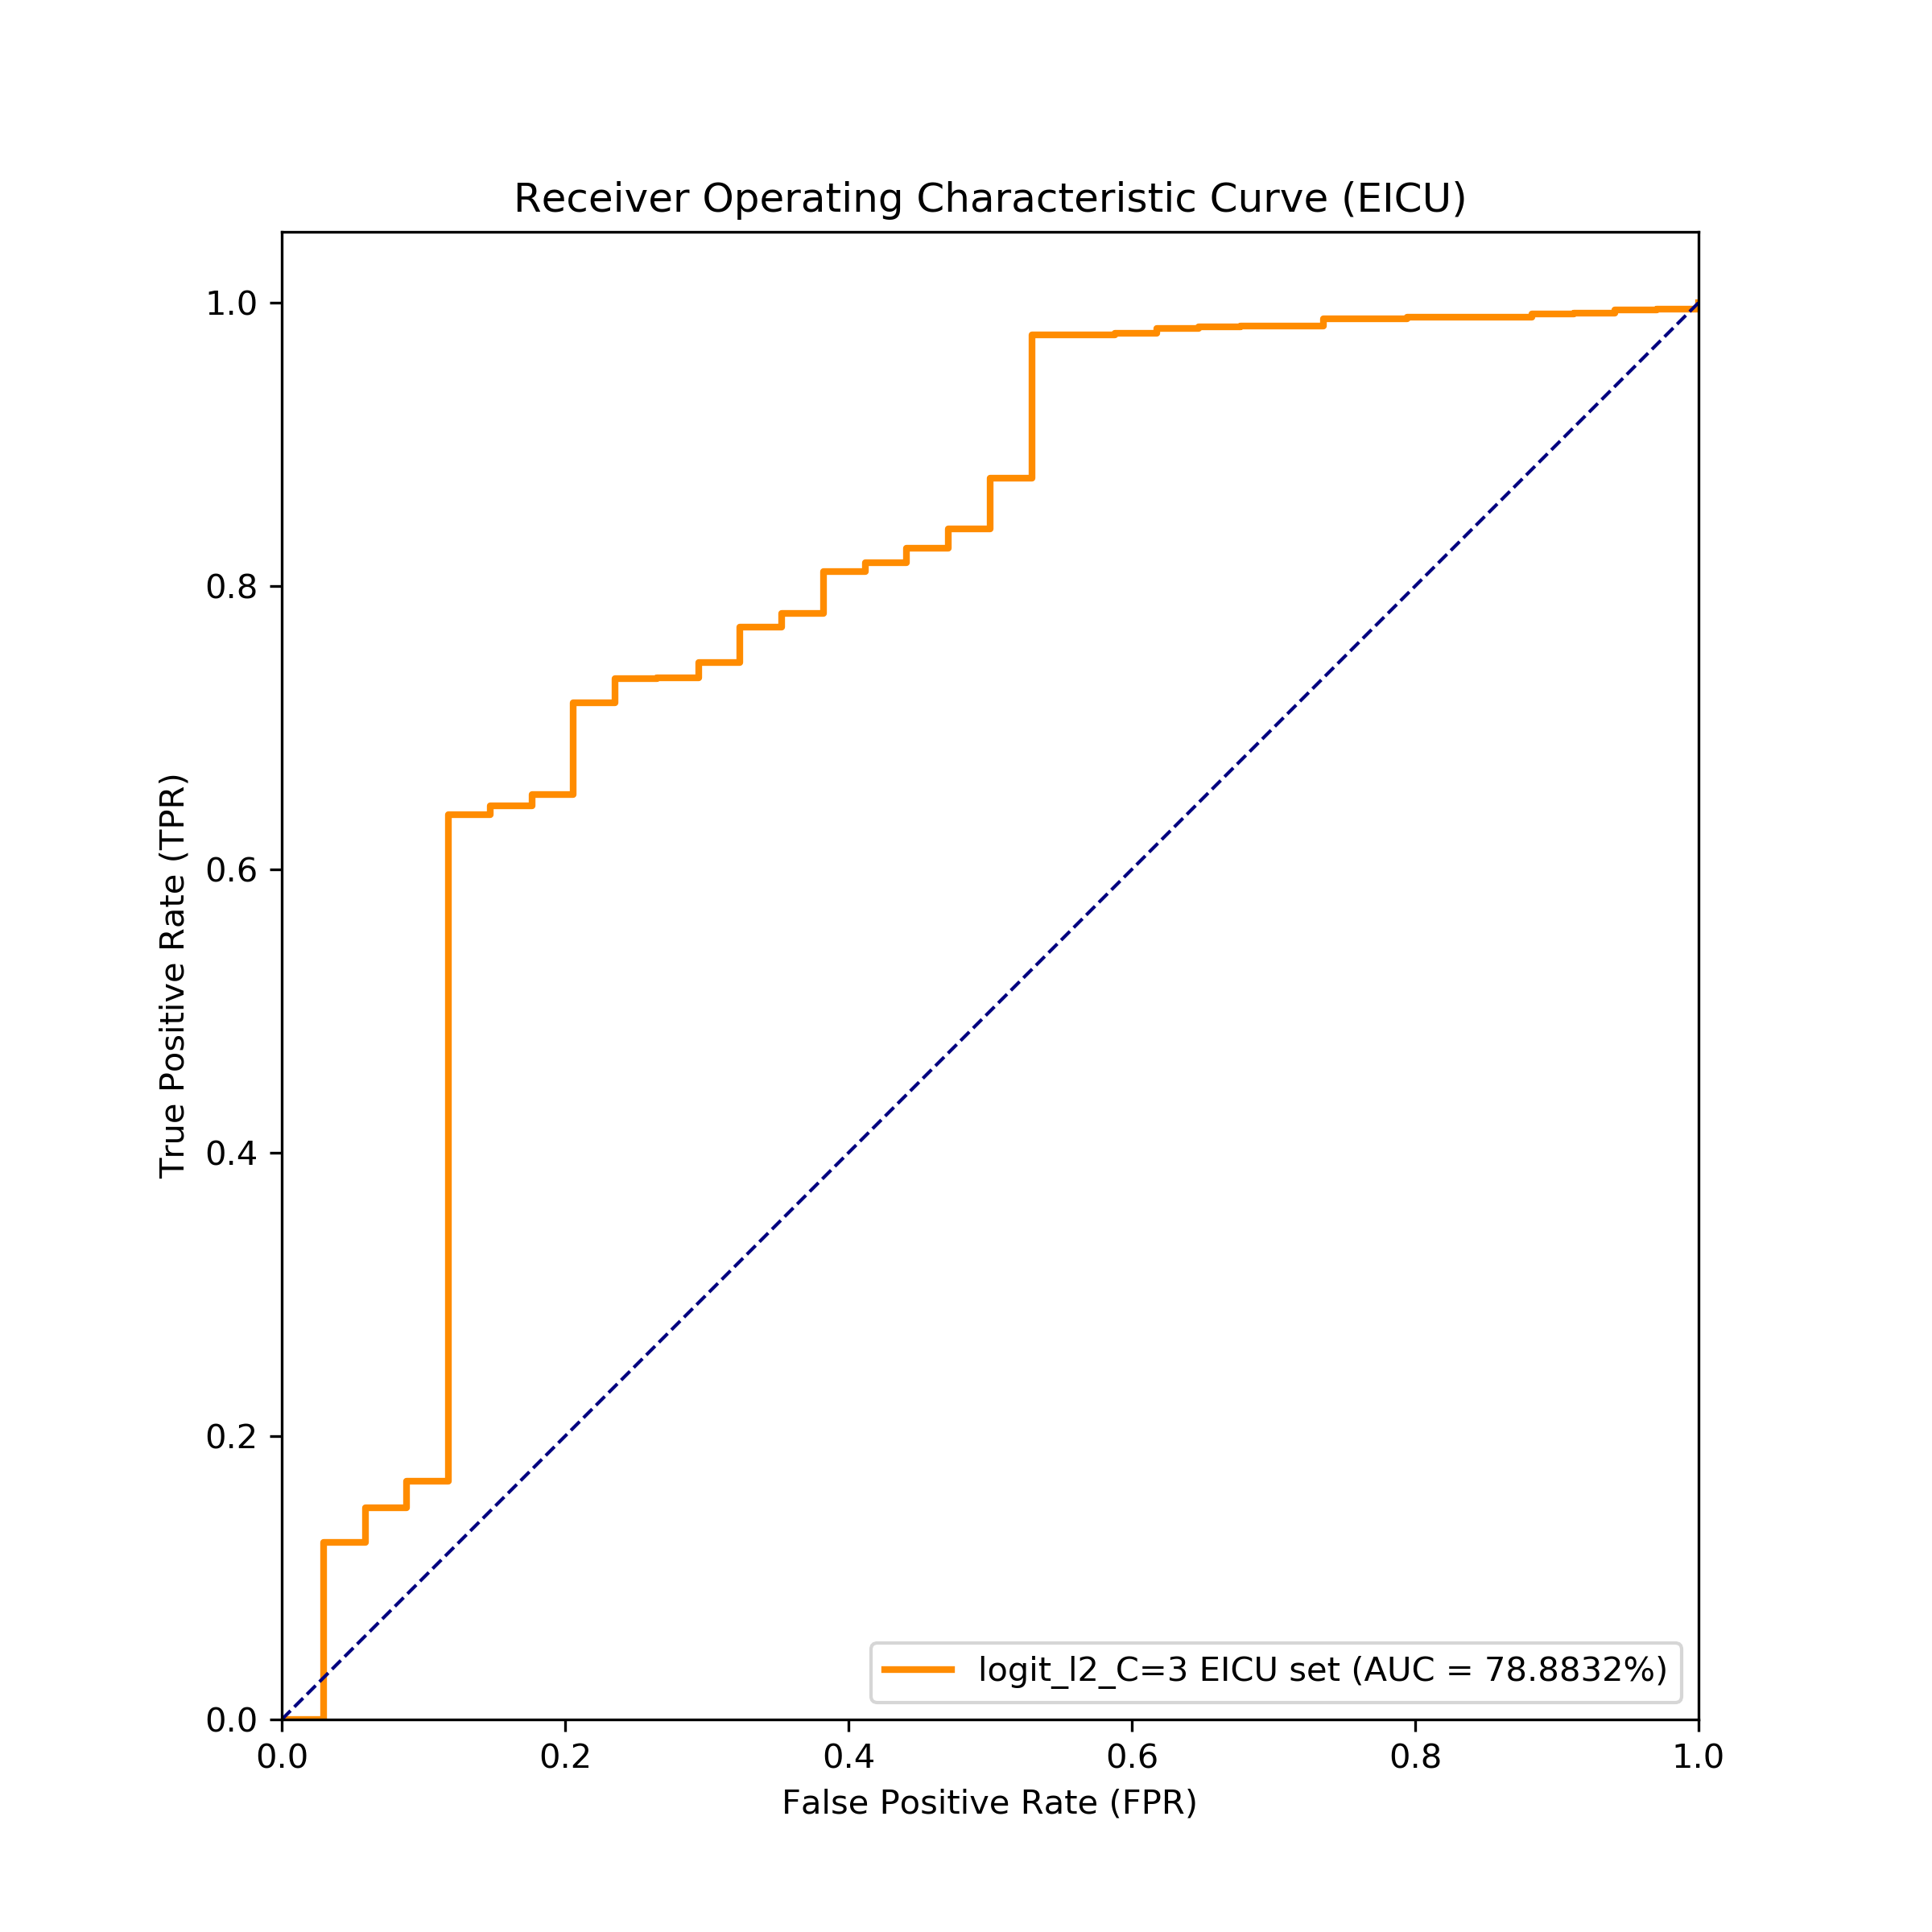 Receiver Operating Characteristic Curve (EICU)
True Positive Rate (TPR)
1.0
0.8
0.6
0.4
0.2
0.0
logit_l2_C=3 EICU set (AUC = 78.8832%)
0.0 0.2 0.4 0.6 0.8 1.0
False Positive Rate (FPR)